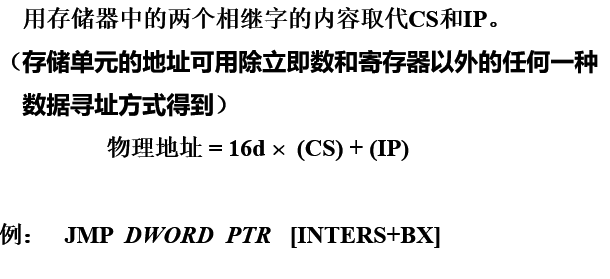 用存储器中的两个相继字的内容取代CS和IP。
（存储单元的地址可用除立即数和寄存器以外的任何一种
数据寻址方式得到）
物理地址 = 16d × (CS) + (IP)
例： JMP DWORD PTR [INTERS+BX]